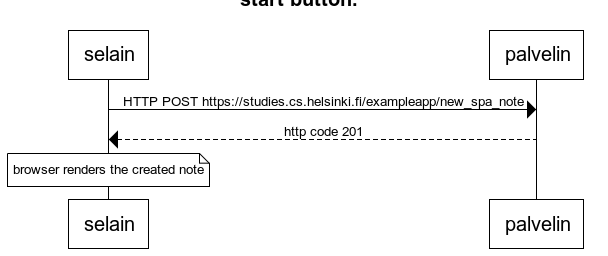 start button.
selain
palvelin
HTTP POST https://studies.cs.helsinki.fi/exampleapp/new_spa_note
http code 201
browser renders the created note
selain
palvelin